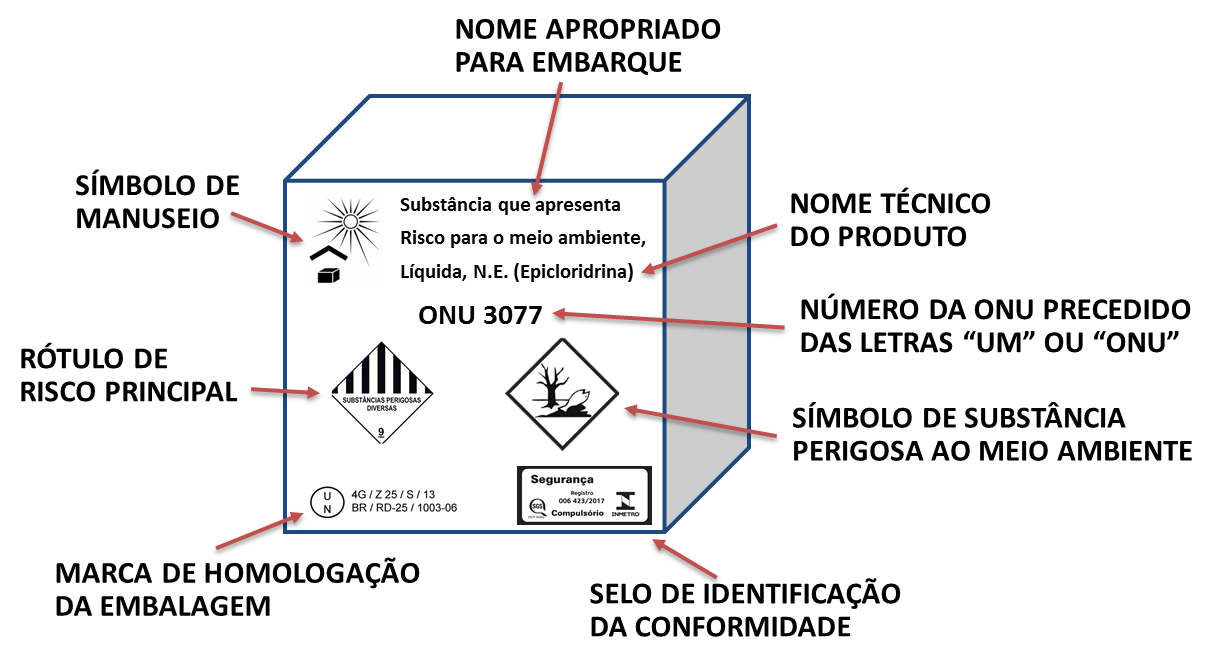 NOME APROPRIADO
PARA EMBARQUE
SÍMBOLO DE
MANUSEIO
Substância que apresenta
Risco para o meio ambiente,
Líquida, N.E. (Epicloridrina)
NOME TÉCNICO
DO PRODUTO
ONU 3077
NÚMERO DA ONU PRECEDIDO
DAS LETRAS “UM” OU “ONU”
RÓTULO DE
RISCO PRINCIPAL
SUBSTÂNCIAS PERIGOSAS
DIVERSAS
9
SÍMBOLO DE SUBSTÂNCIA
PERIGOSA AO MEIO AMBIENTE
U
N
4G / Z 25 / S / 13
BR / RD-25 / 1003-06
Segurança
Registro
006 423/2017
SGS
Compulsório
INMETRO
MARCA DE HOMOLOGAÇÃO
DA EMBALAGEM
SELO DE IDENTIFICAÇÃO
DA CONFORMIDADE